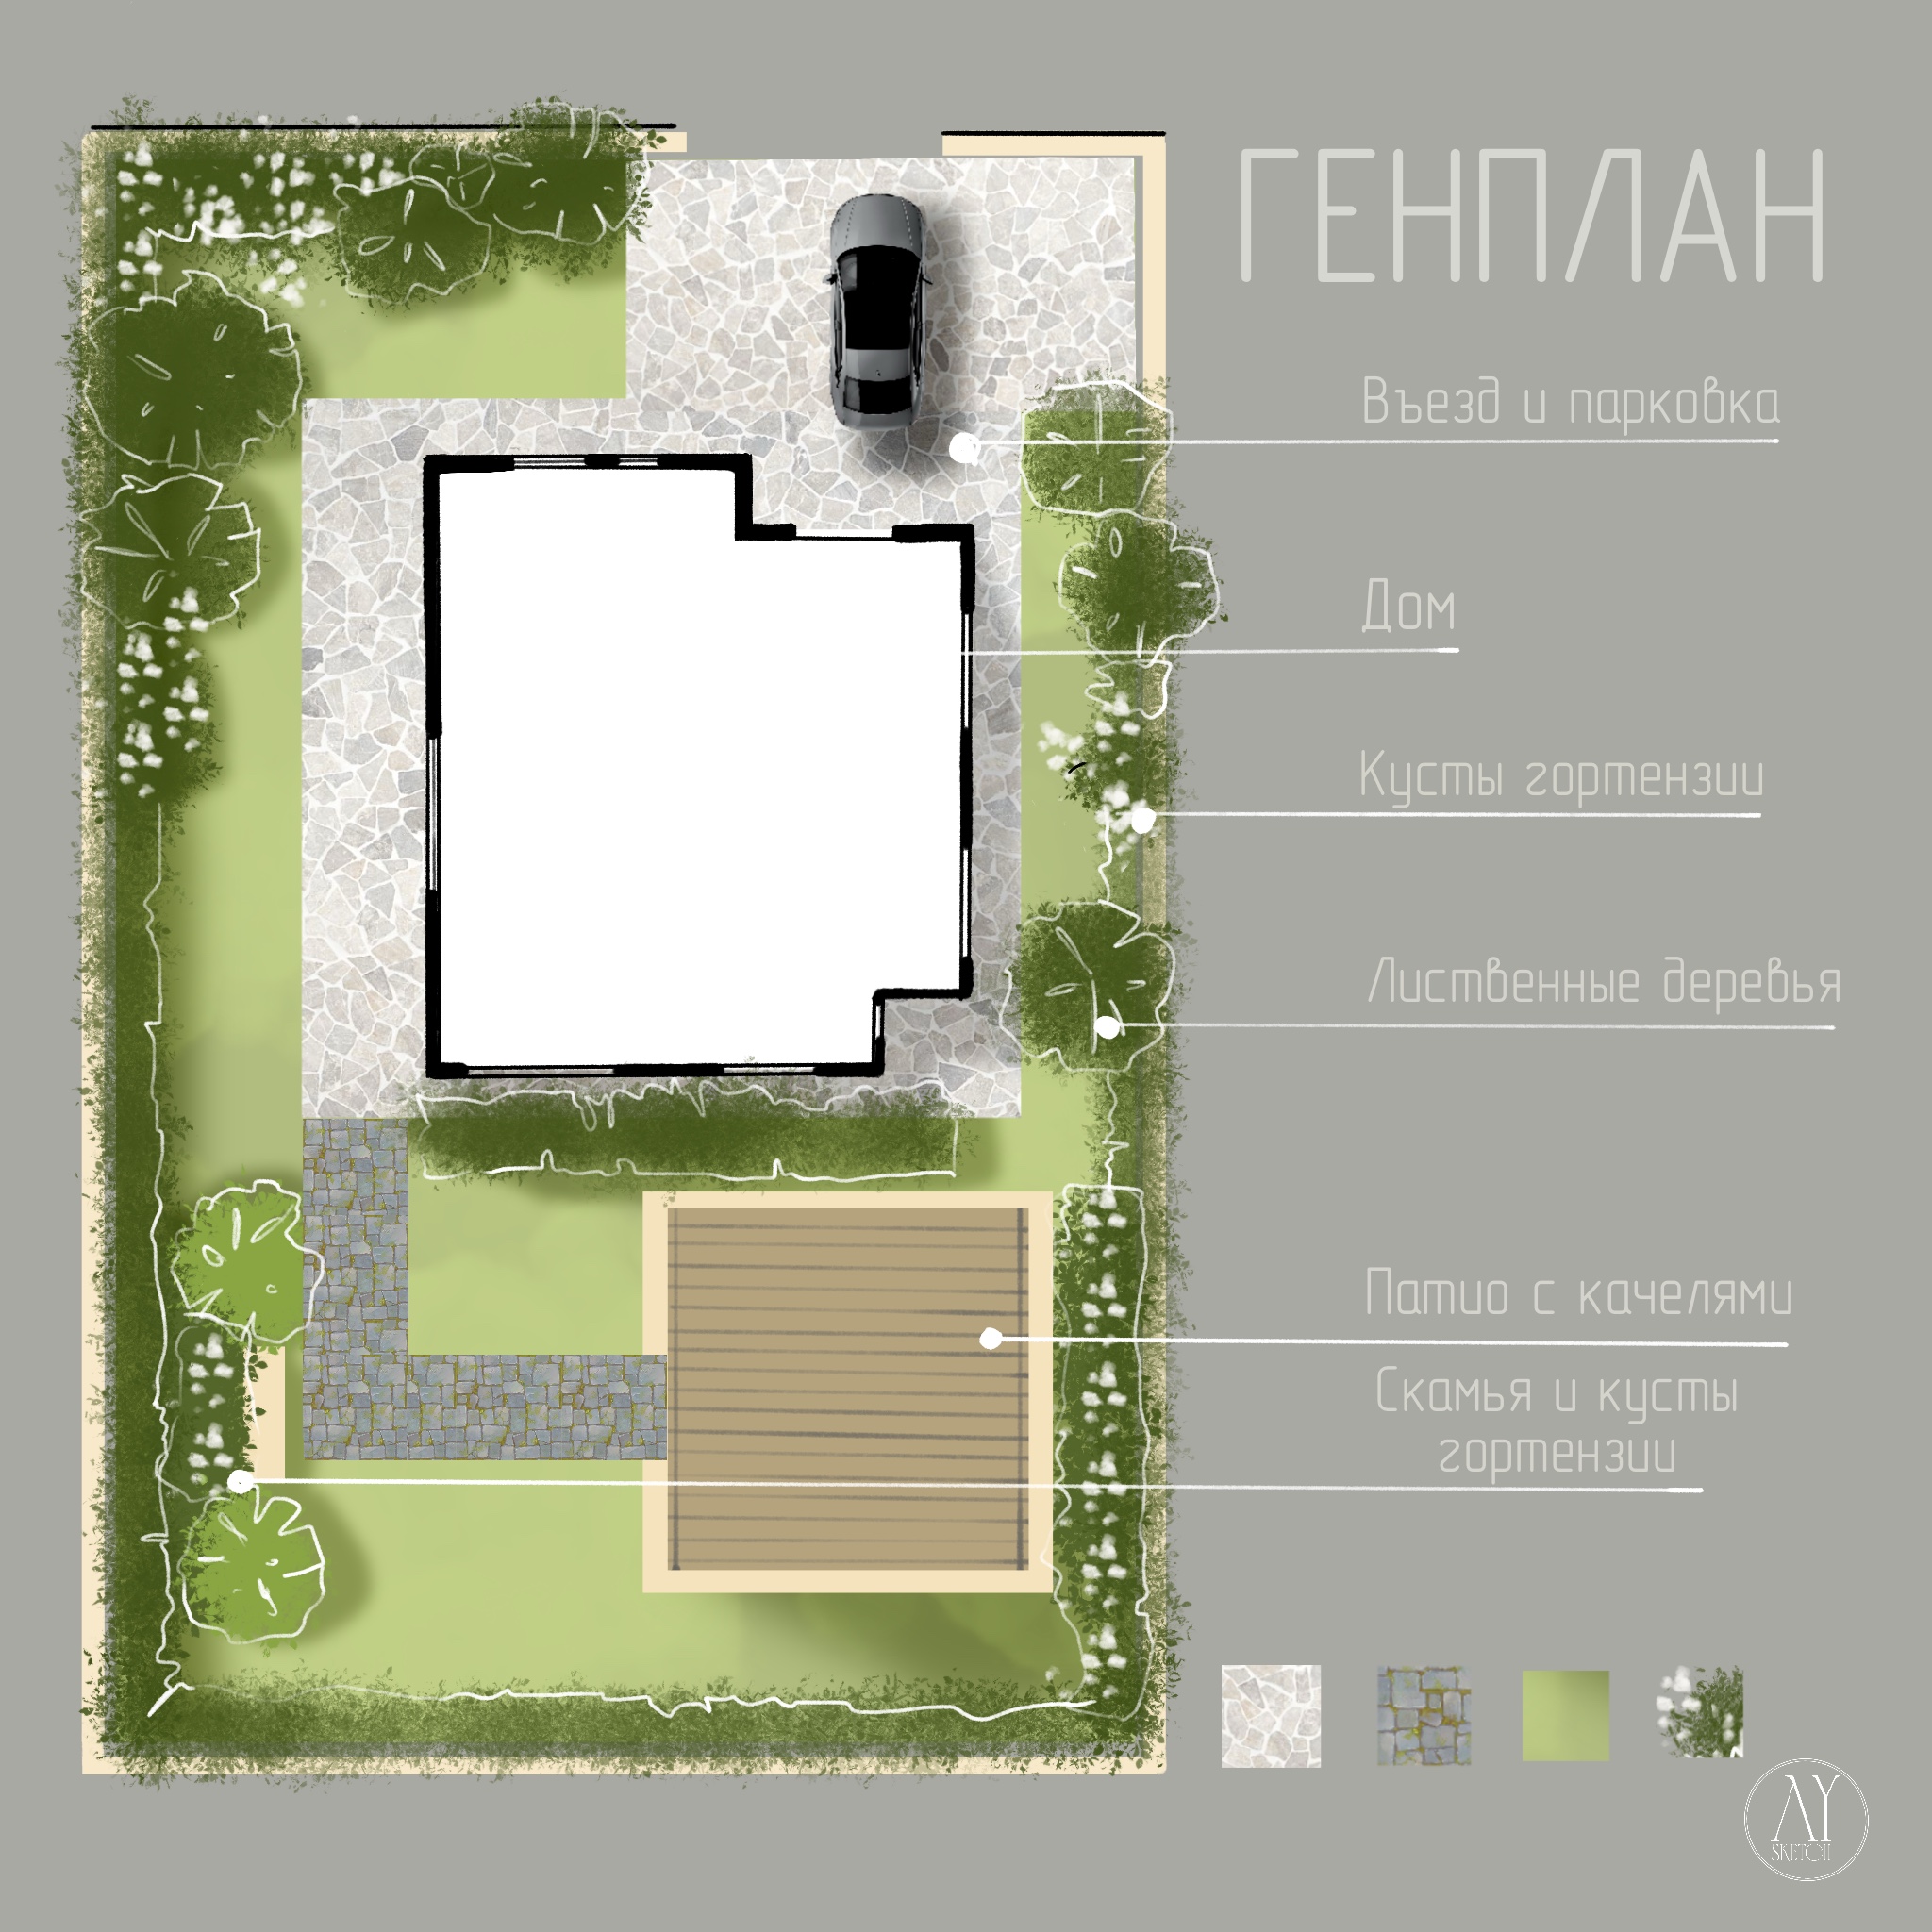 ГЕНПЛАН
Въезд и парковка
Дом
Кусты гортензии
Лиственные деревья
Патио с качелями
Скамья и кусты
гортензии
AY
SKETCH